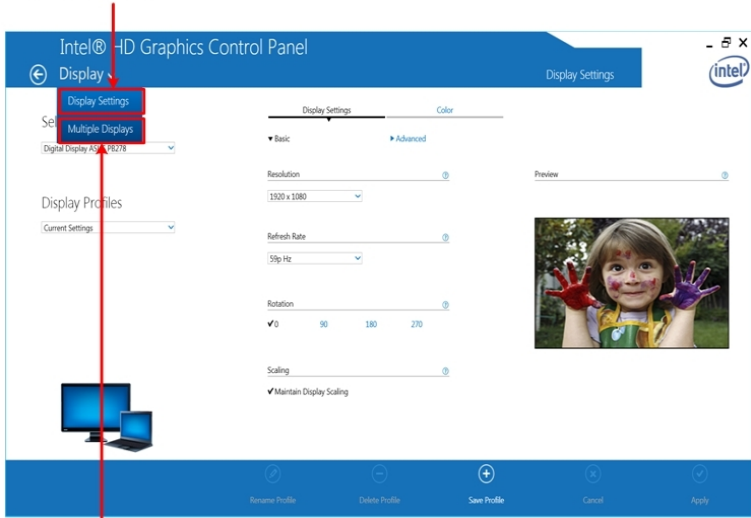 Intel® HD Graphics Control Panel
Display
Display Settings
intel
Display Settings
Multiple Displays
Digital Display PB278
Display Profiles
Current Settings
Display Settings
Color
Basic
Advanced
Resolution
1920 x 1080
Refresh Rate
59p Hz
Rotation
0 90 180 270
Scaling
Maintain Display Scaling
Preview
Rename Profile
Delete Profile
Save Profile
Cancel
Apply